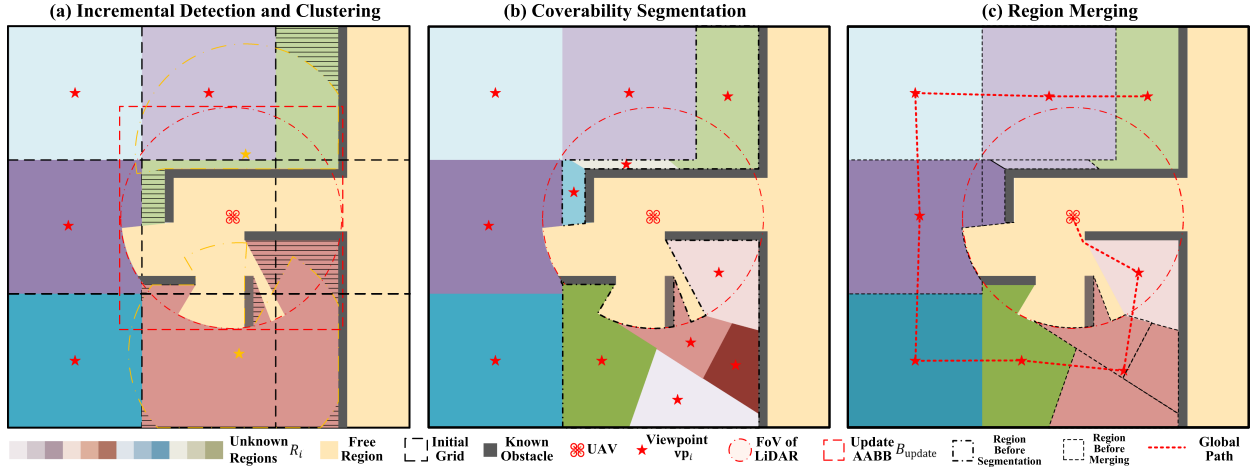 (a) Incremental Detection and Clustering
(b) Coverability Segmentation
(c) Region Merging
Unknown
Regions R_i
Free
Region
Initial
Grid
Known
Obstacle
UAV
Viewpoint
vp_i
FoV of
LiDAR
Update
AABB B_update
Region
Before
Segmentation
Region
Before
Merging
Global
Path